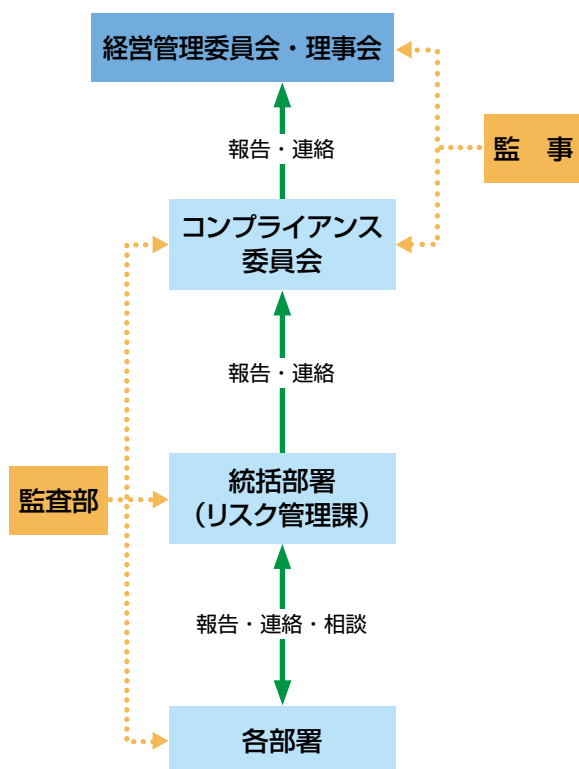 経営管理委員会・理事会
報告・連絡
監　事
コンプライアンス
委員会
報告・連絡
監査部
統括部署
（リスク管理課）
報告・連絡・相談
各部署